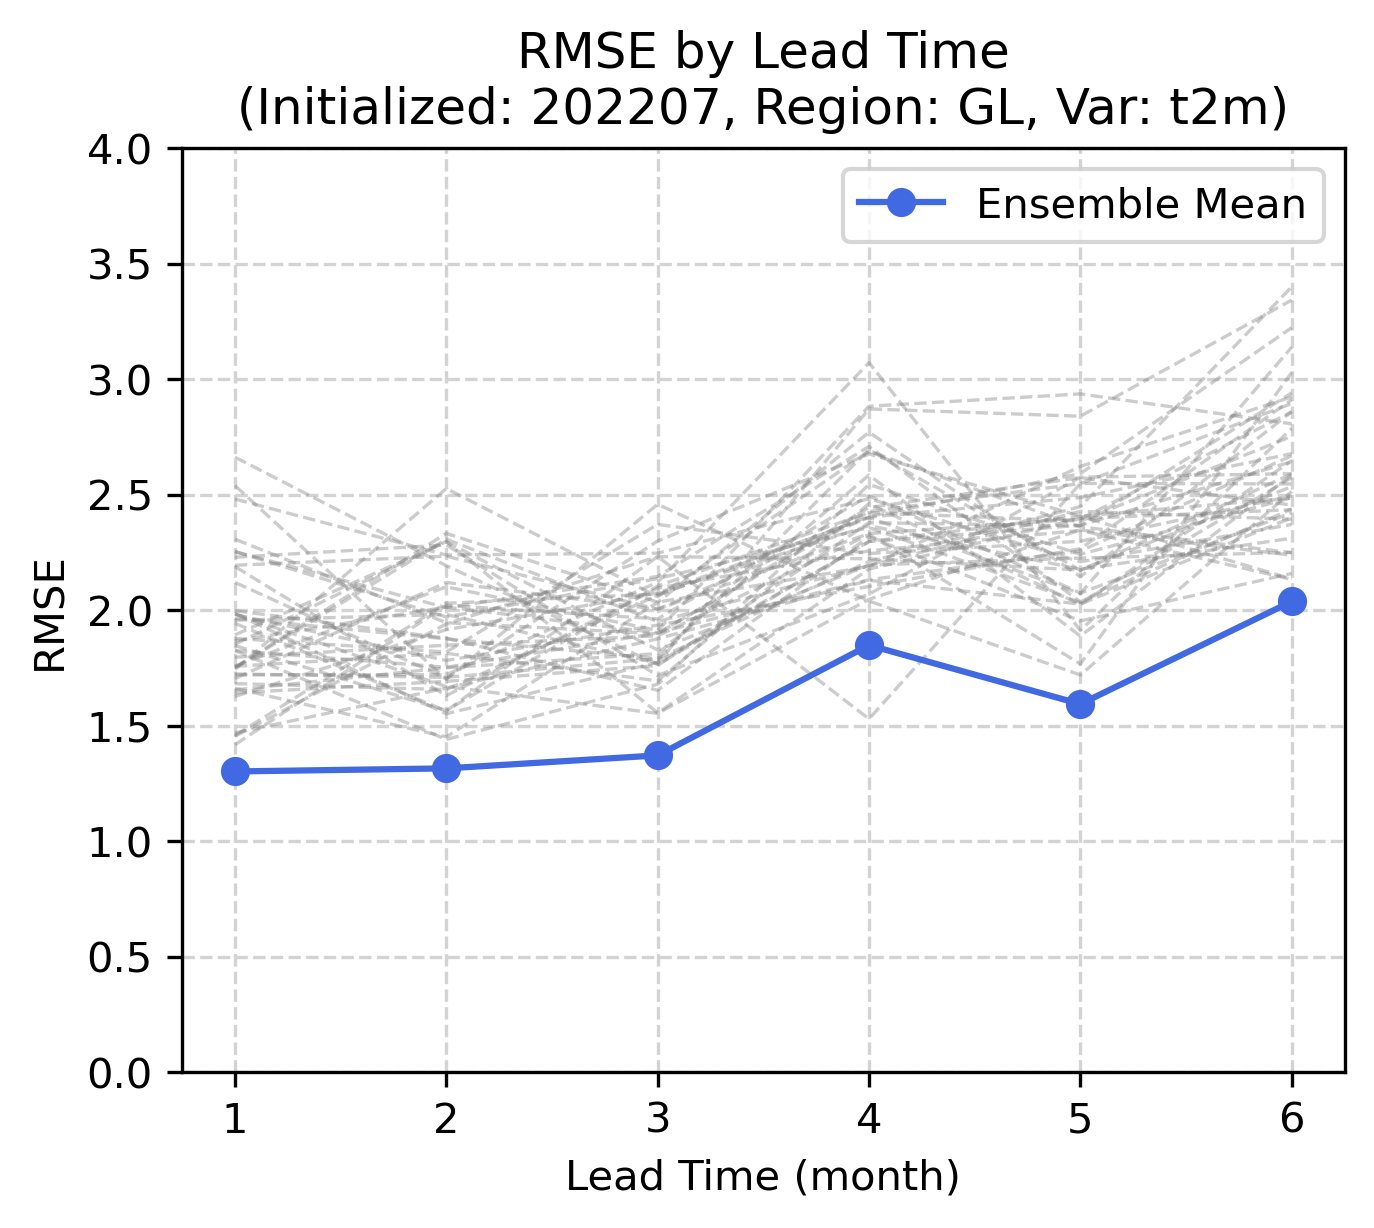 RMSE by Lead Time
(Initialized: 202207, Region: GL, Var: t2m)
4.0
3.5
3.0
2.5
2.0
1.5
1.0
0.5
0.0
RMSE
Ensemble Mean
1 2 3 4 5 6
Lead Time (month)